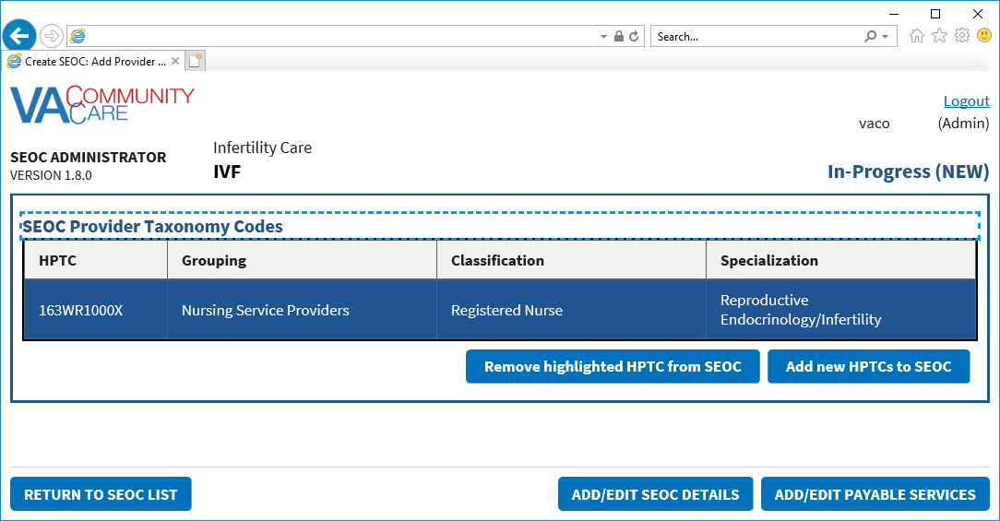 Search...
Create SEOC: Add Provider ...
VA COMMUNITY CARE
Logout
vaco (Admin)
SEOC ADMINISTRATOR
VERSION 1.8.0
Infertility Care
IVF
In-Progress (NEW)
SEOC Provider Taxonomy Codes
HPTC Grouping Classification Specialization
163WR1000X Nursing Service Providers Registered Nurse Reproductive
Endocrinology/Infertility
Remove highlighted HPTC from SEOC Add new HPTCs to SEOC
RETURN TO SEOC LIST ADD/EDIT SEOC DETAILS ADD/EDIT PAYABLE SERVICES